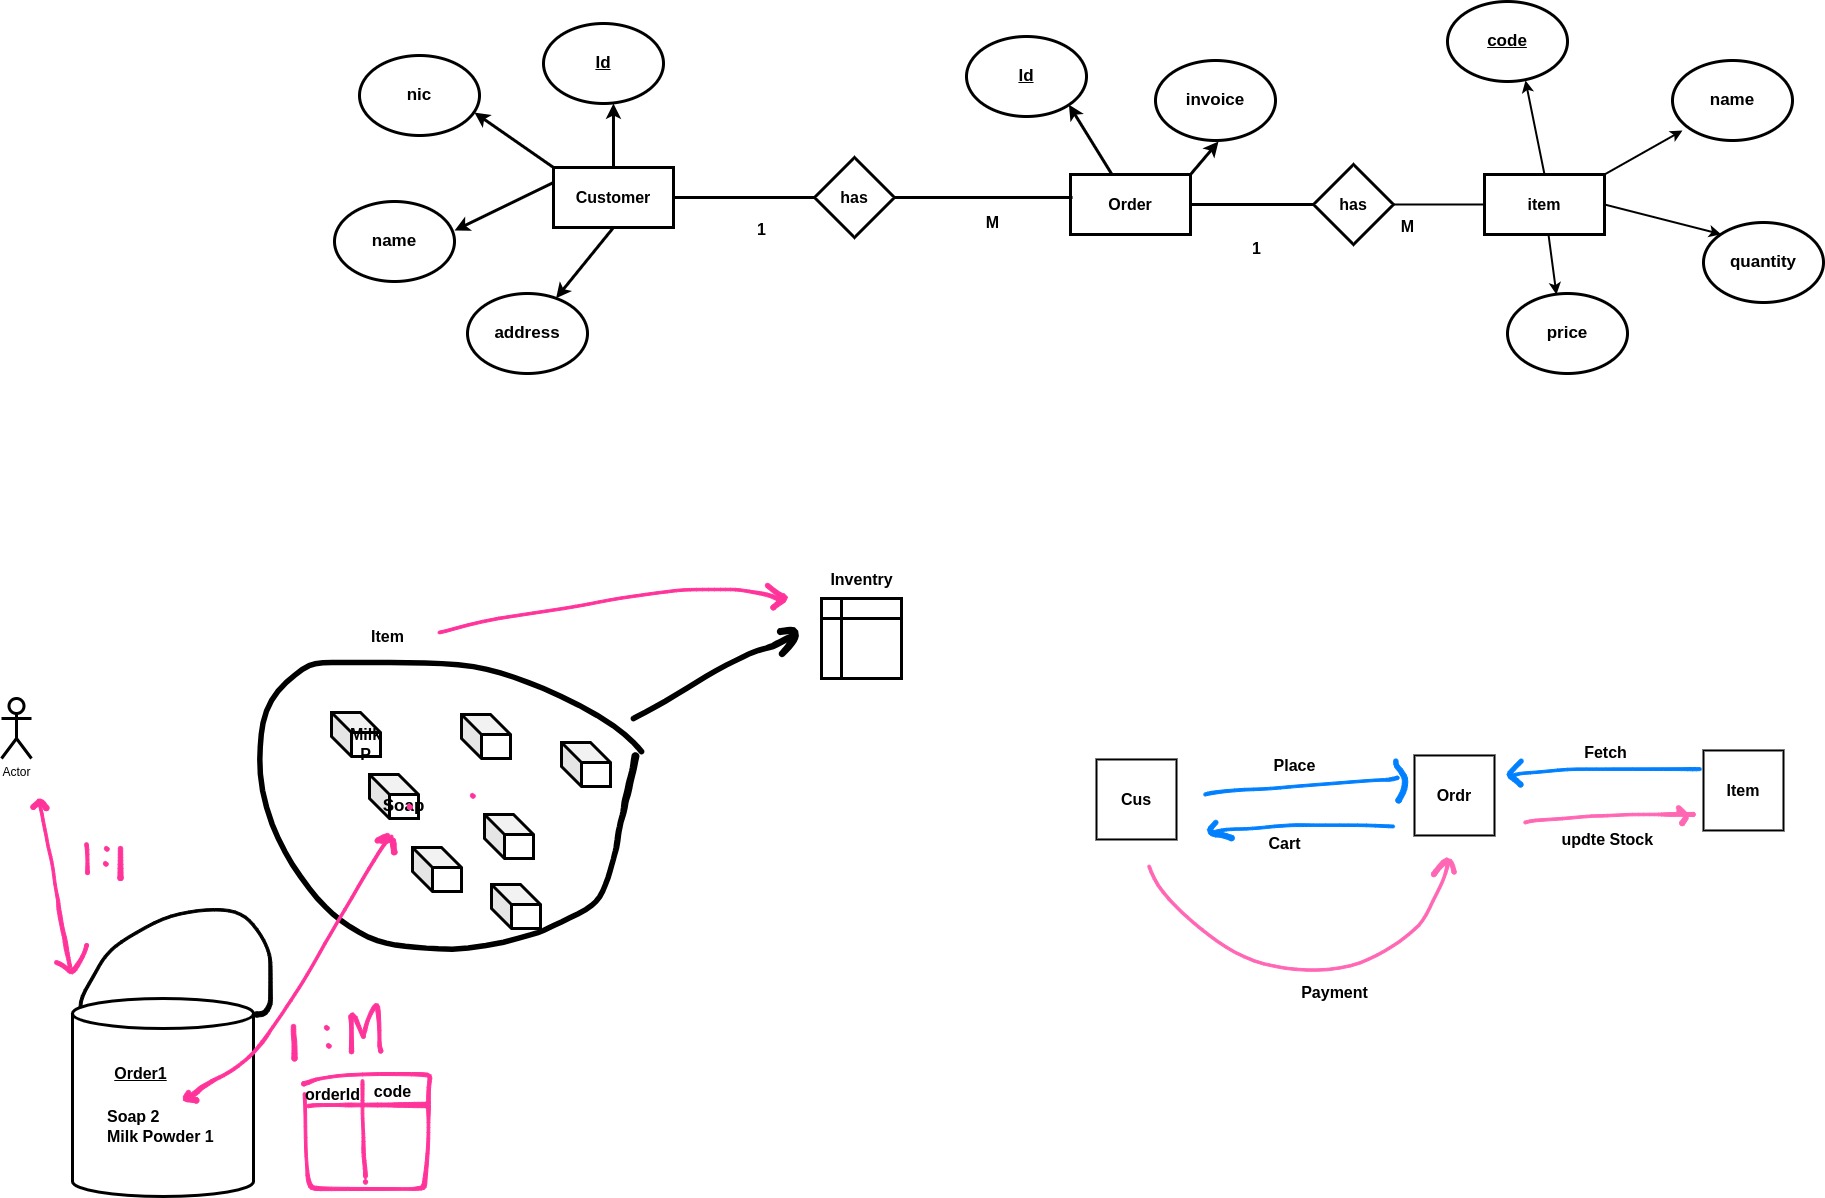 code
Id
Id
nic
invoice
name
Customer
has
Order
has
item
1
M
1
M
name
quantity
address
price
Inventry
Item
Milk
P
Soap
Actor
1:1
Place
Fetch
Cus
Ordr
Item
Cart
updte Stock
Payment
1:M
Order1
orderId
code
Soap 2
Milk Powder 1